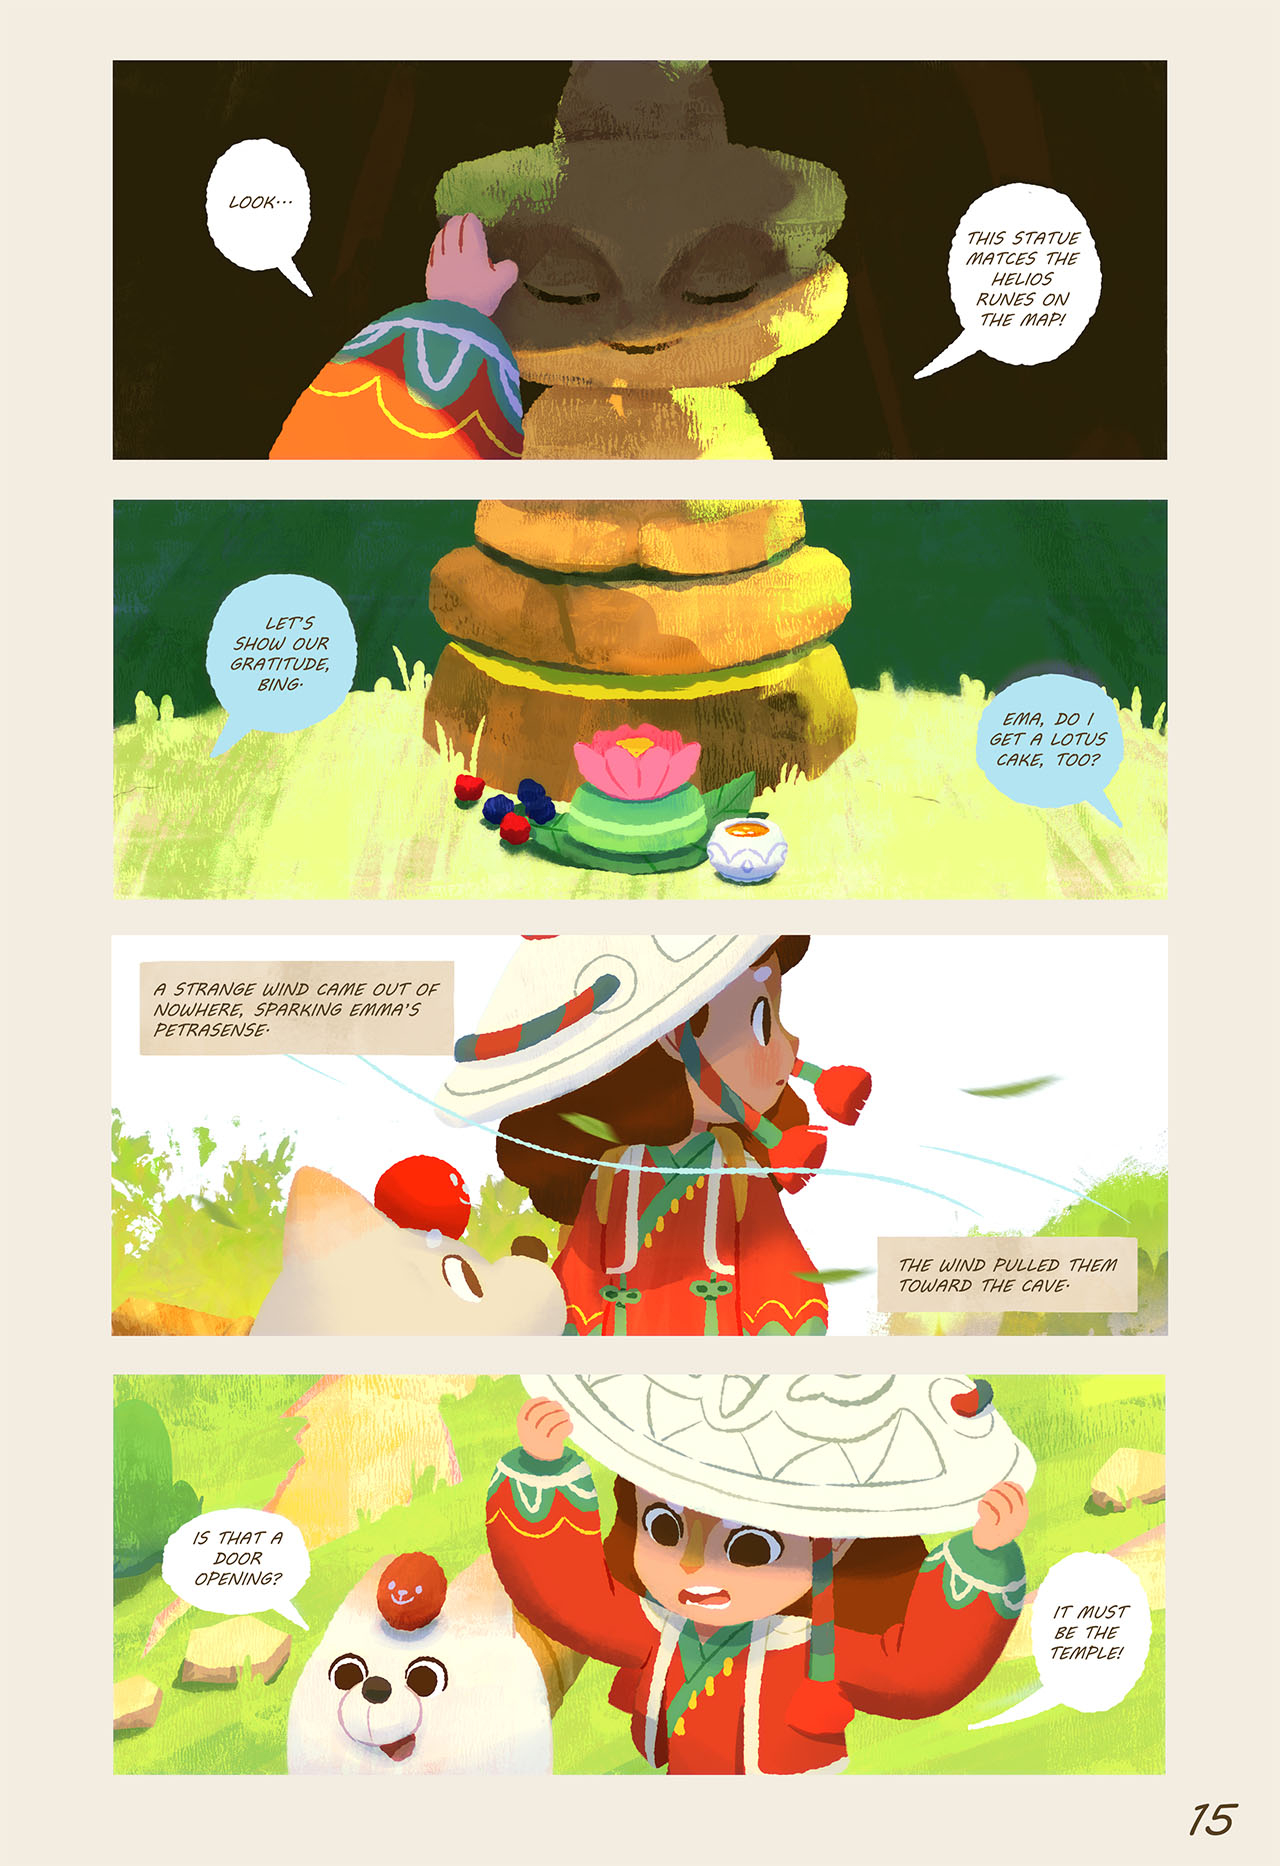 LOOK...
THIS STATUE
MATCES THE
HELIOS
RUNES ON
THE MAP!
LET'S
SHOW OUR
GRATITUDE,
BING.
EMA, DO I
GET A LOTUS
CAKE, TOO?
A STRANGE WIND CAME OUT OF
NOWHERE, SPARKING EMMA'S
PETRASENSE.
THE WIND PULLED THEM
TOWARD THE CAVE.
IS THAT A
DOOR
OPENING?
IT MUST
BE THE
TEMPLE!
15